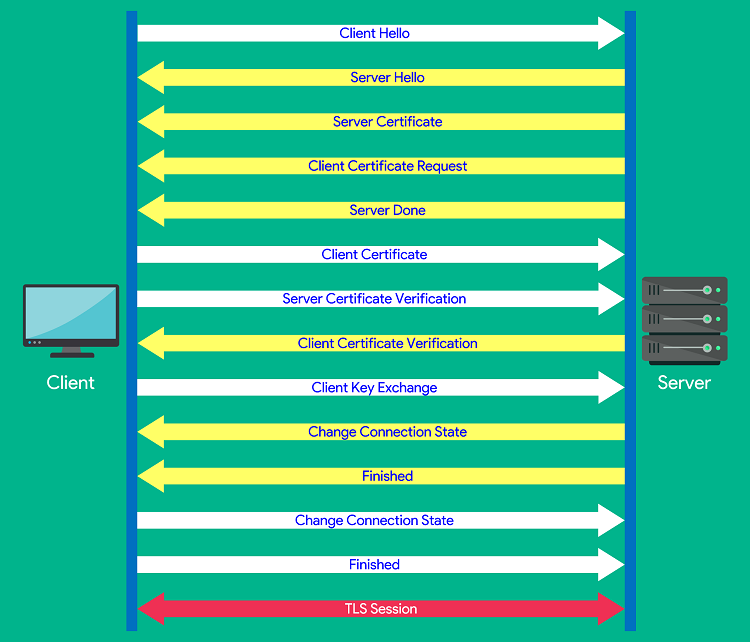 Client Hello
Server Hello
Server Certificate
Client Certificate Request
Server Done
Client Certificate
Server Certificate Verification
Client Certificate Verification
Client Key Exchange
Change Connection State
Finished
Change Connection State
Finished
TLS Session
Client
Server